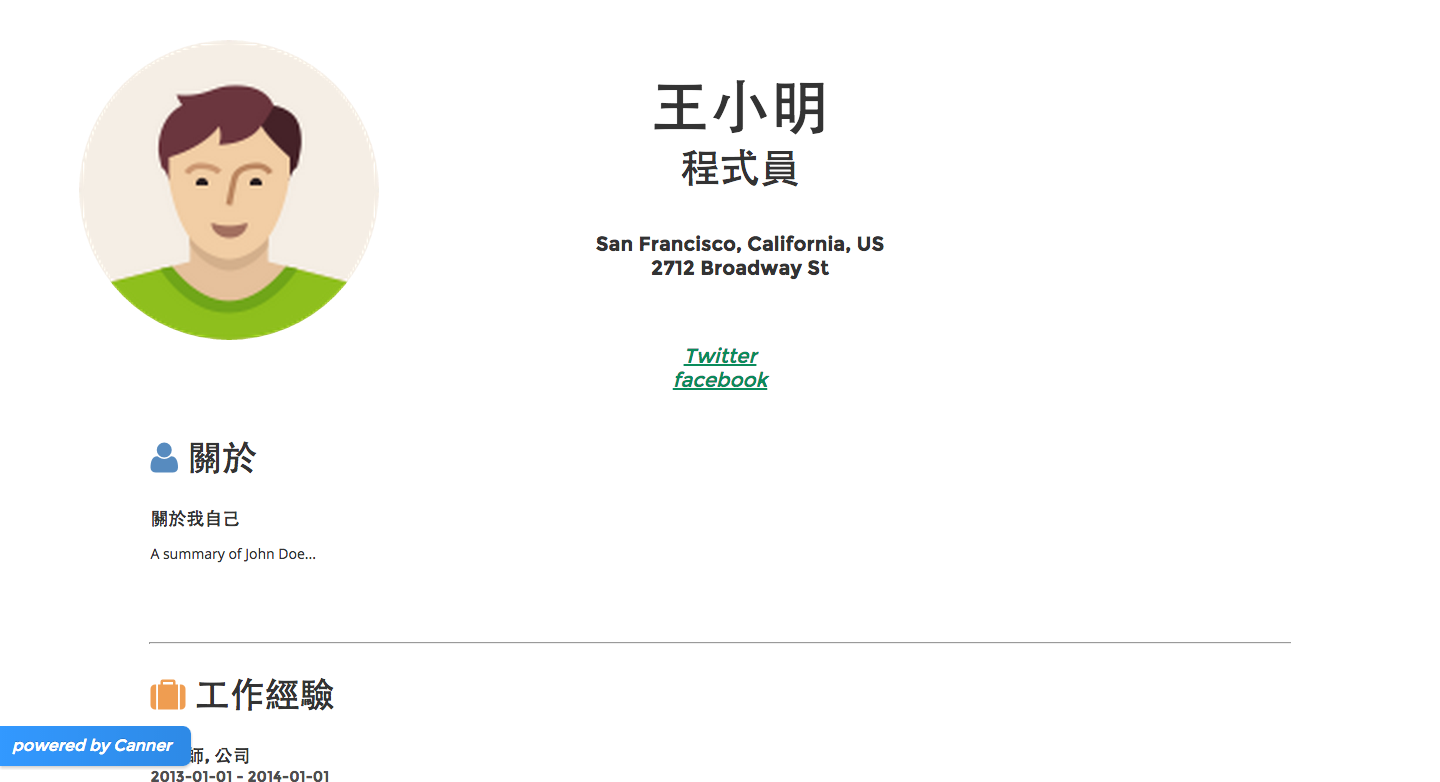 王小明
程式員
San Francisco, California, US
2712 Broadway St
Twitter
facebook
關於
關於我自己
A summary of John Doe...
工作經驗
師, 公司
2013-01-01 - 2014-01-01
powered by Canner